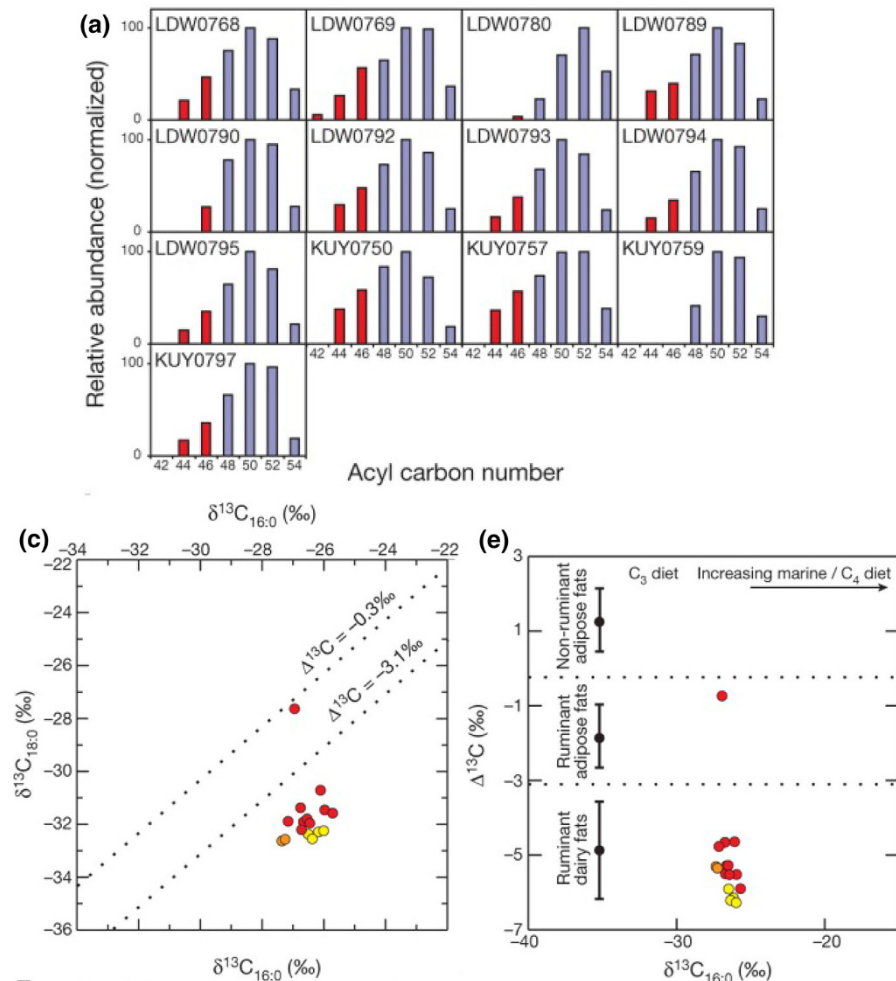 (a)
Relative abundance (normalized)
100
0
LDW0768
LDW0769
LDW0780
LDW0789
100
0
LDW0790
LDW0792
LDW0793
LDW0794
100
0
LDW0795
KUY0750
KUY0757
KUY0759
42 44 46 48 50 52 54
42 44 46 48 50 52 54
42 44 46 48 50 52 54
100
0
KUY0797
42 44 46 48 50 52 54
Acyl carbon number
(c)
δ¹³C₁₆:₀ (‰)
−34 −30 −26 −22
−22
−24
−26
−28
−30
−32
−34
−36
δ¹³C₁₈:₀ (‰)
Δ¹³C = −0.3‰
Δ¹³C = −3.1‰
δ¹³C₁₆:₀ (‰)
(e)
3
1
−1
−3
−5
−7
Δ¹³C (‰)
C₃ diet
Increasing marine / C₄ diet
Non-ruminant
adipose fats
Ruminant
adipose fats
Ruminant
dairy fats
−40 −30 −20
δ¹³C₁₆:₀ (‰)